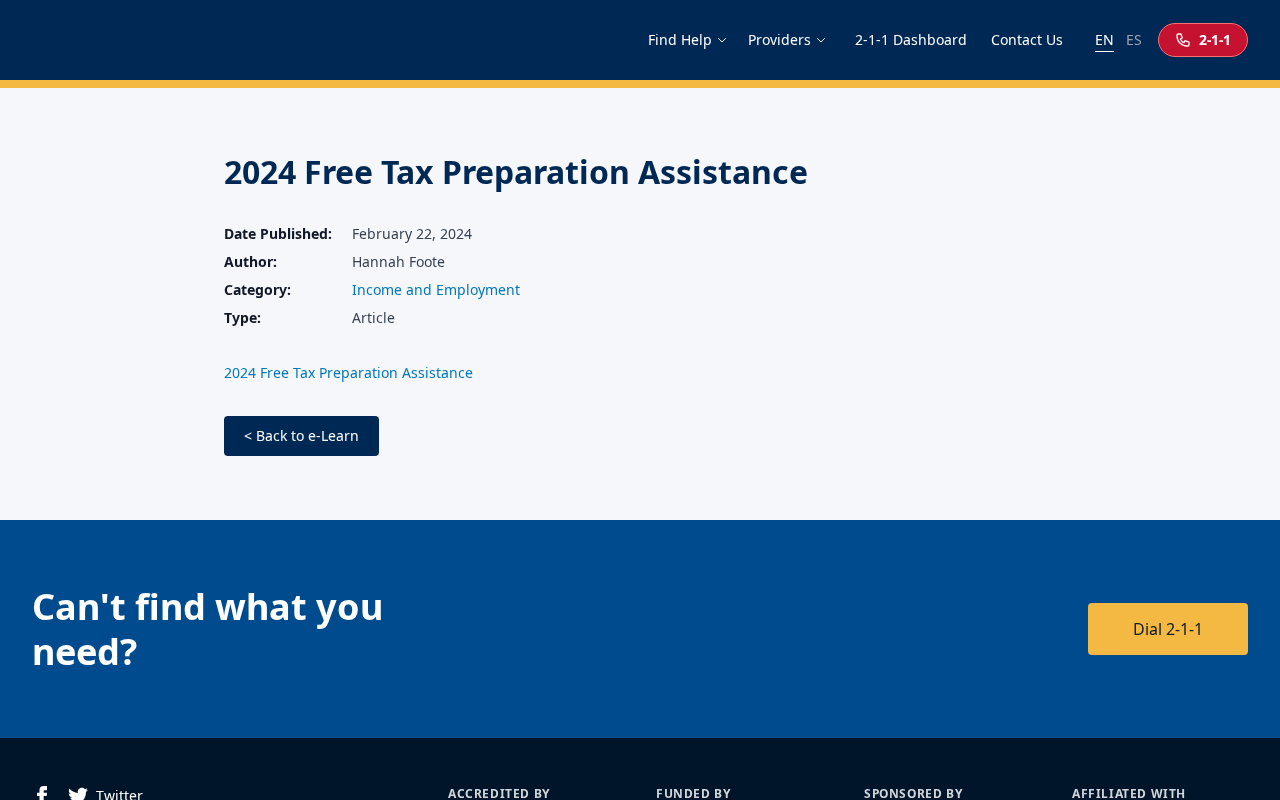 Find Help
Providers
2-1-1 Dashboard
Contact Us
EN
ES
2-1-1
2024 Free Tax Preparation Assistance
Date Published: February 22, 2024
Author: Hannah Foote
Category: Income and Employment
Type: Article
2024 Free Tax Preparation Assistance
< Back to e-Learn
Can't find what you
need?
Dial 2-1-1
Twitter
ACCREDITED BY
FUNDED BY
SPONSORED BY
AFFILIATED WITH